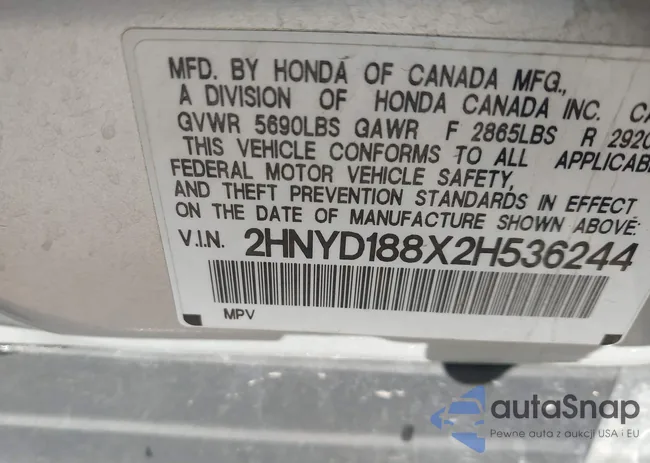 MFD. BY HONDA OF CANADA MFG.,
A DIVISION OF HONDA CANADA INC.
GVWR 5690LBS GAWR F 2865LBS R 2920
THIS VEHICLE CONFORMS TO ALL APPLICAB
FEDERAL MOTOR VEHICLE SAFETY,
AND THEFT PREVENTION STANDARDS IN EFFECT
ON THE DATE OF MANUFACTURE SHOWN ABOVE:
V.I.N. 2HNYD188X2H536244
MPV
autaSnap
Pewne auta z aukcji USA i EU